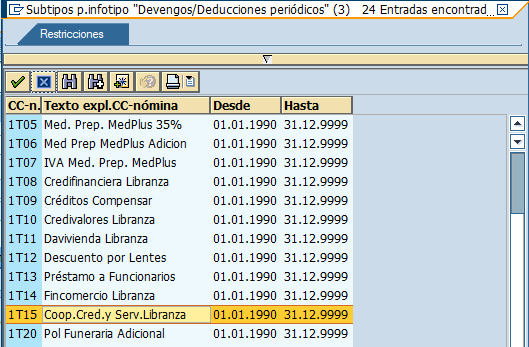 Subtipos p.infotipo "Devengos/Deducciones periódicos" (3) 24 Entradas encontrad..
Restricciones
CC-n. Texto expl.CC-nómina Desde Hasta
1T05 Med. Prep. MedPlus 35% 01.01.1990 31.12.9999
1T06 Med Prep MedPlus Adicion 01.01.1990 31.12.9999
1T07 IVA Med. Prep. MedPlus 01.01.1990 31.12.9999
1T08 Credifinanciera Libranza 01.01.1990 31.12.9999
1T09 Créditos Compensar 01.01.1990 31.12.9999
1T10 Credivalores Libranza 01.01.1990 31.12.9999
1T11 Davivienda Libranza 01.01.1990 31.12.9999
1T12 Descuento por Lentes 01.01.1990 31.12.9999
1T13 Préstamo a Funcionarios 01.01.1990 31.12.9999
1T14 Fincomercio Libranza 01.01.1990 31.12.9999
1T15 Coop.Cred.y Serv.Libranza 01.01.1990 31.12.9999
1T20 Pol Funeraria Adicional 01.01.1990 31.12.9999